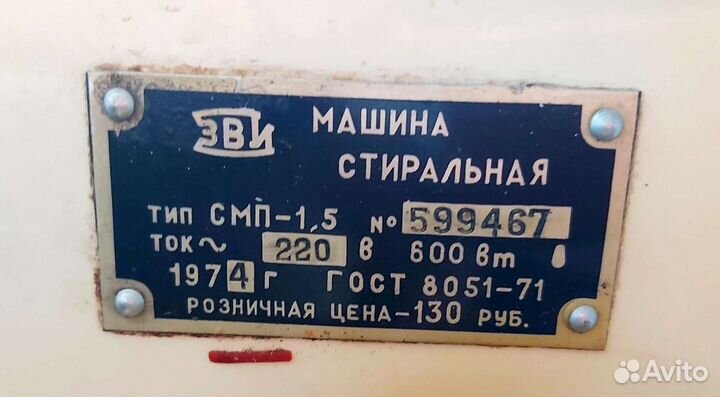 ЗВИ
МАШИНА
СТИРАЛЬНАЯ
ТИП СМП-1,5 № 599467
ТОК ~ 220 В 600 Вт
1974 Г ГОСТ 8051-71
РОЗНИЧНАЯ ЦЕНА-130 РУБ.
Avito